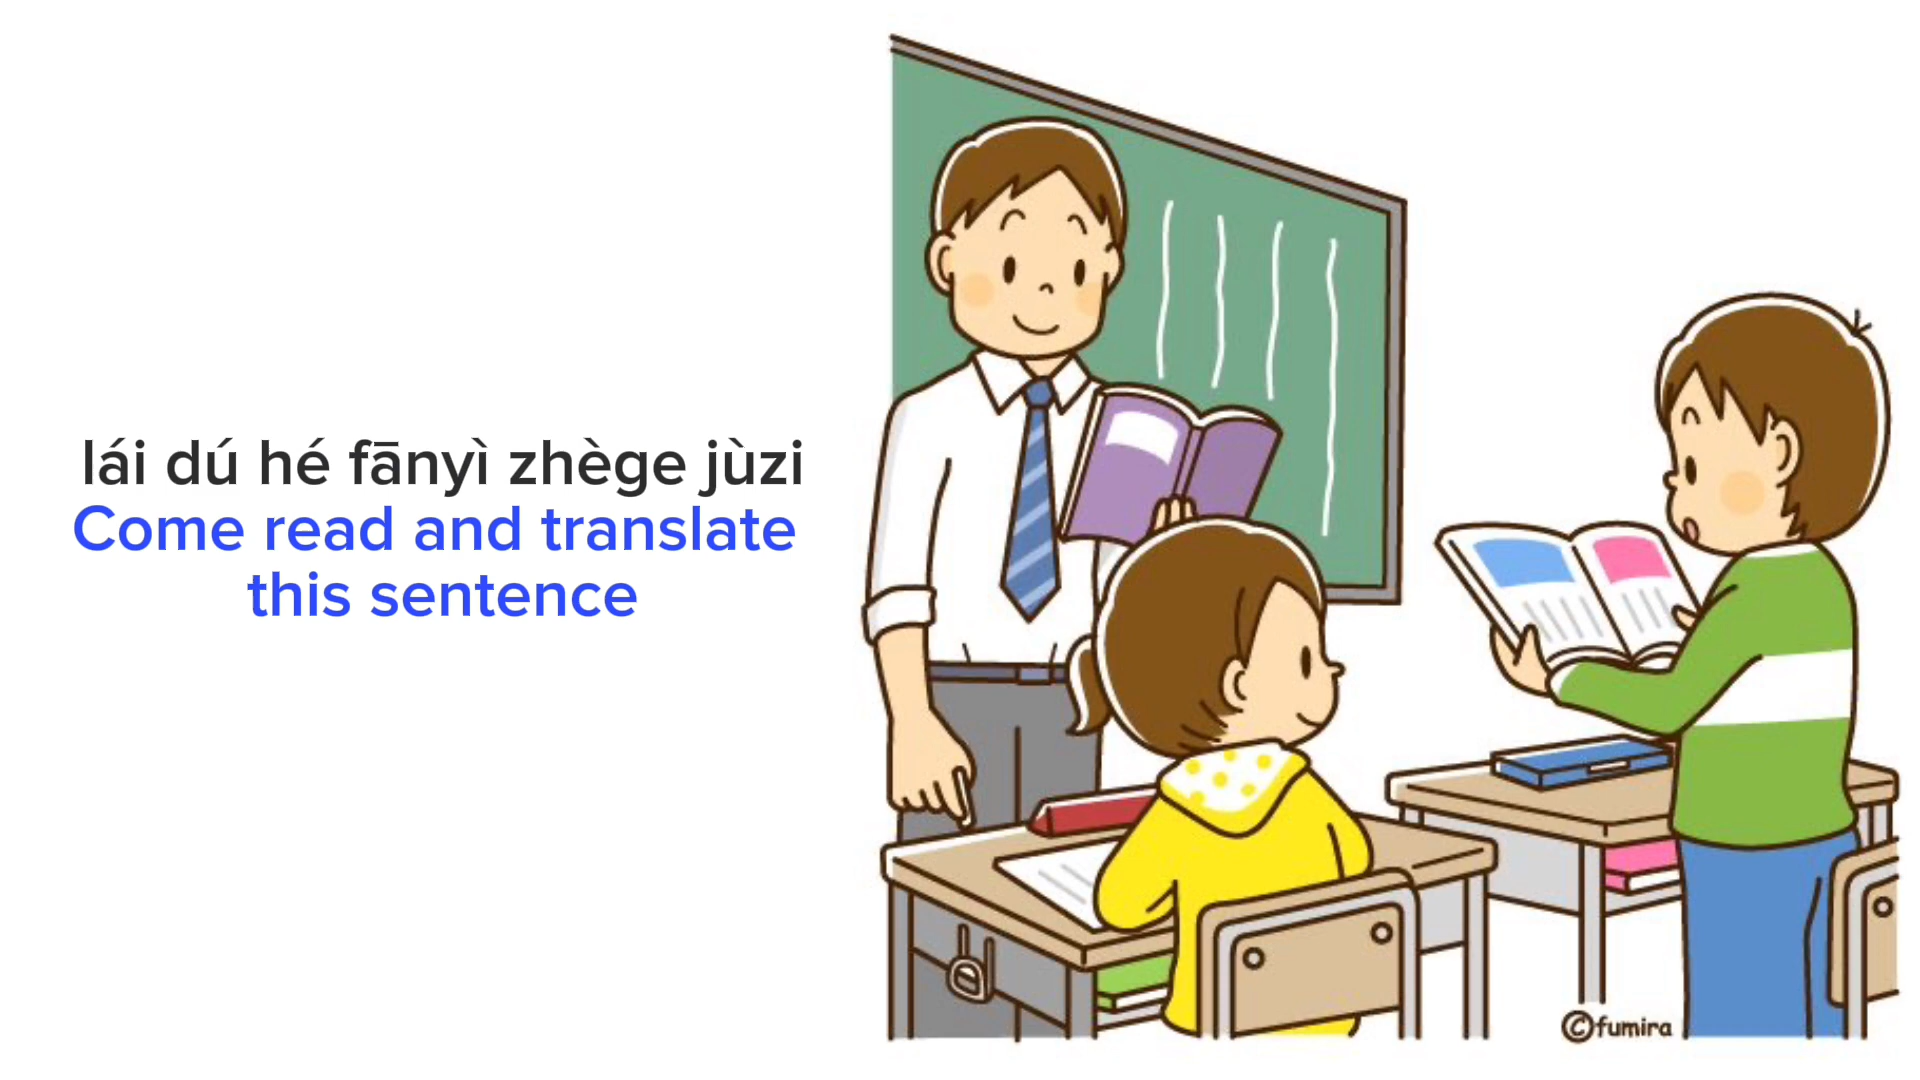 lái dú hé fānyì zhège jùzi
Come read and translate
this sentence
©fumira